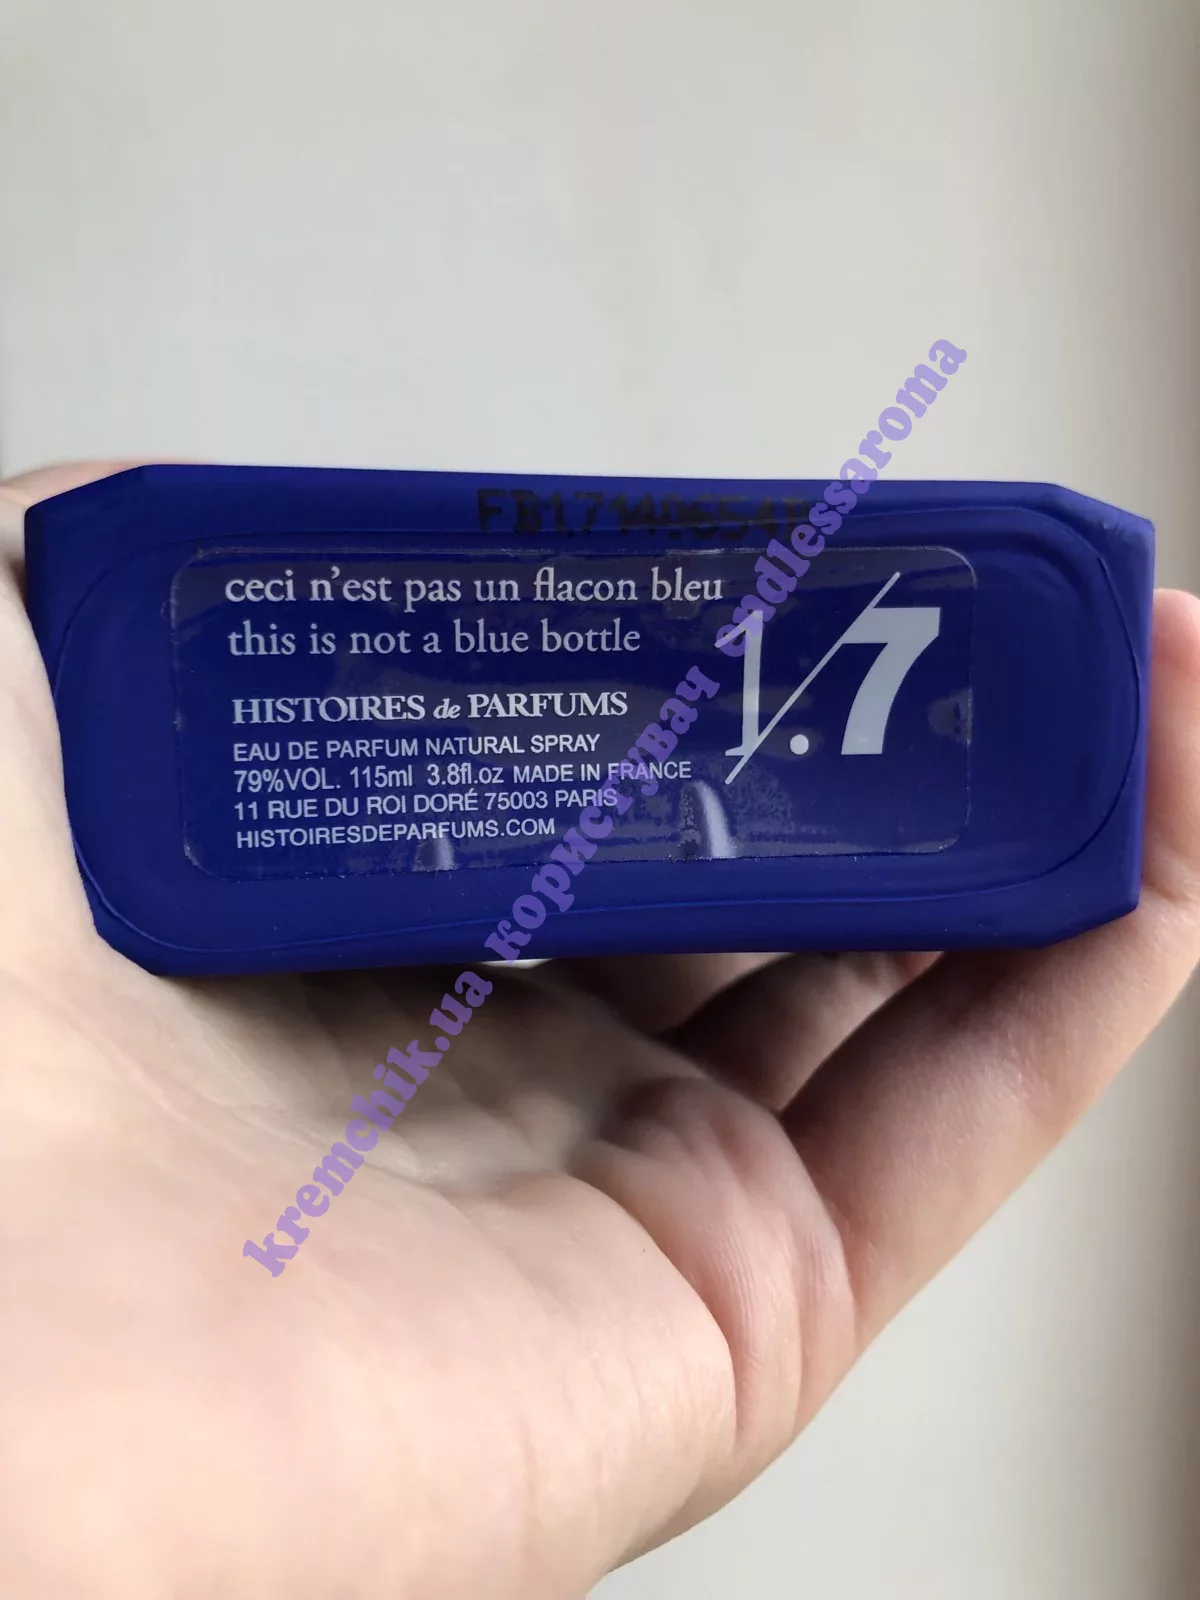 ceci n'est pas un flacon bleu
this is not a blue bottle
1.7
HISTOIRES de PARFUMS
EAU DE PARFUM NATURAL SPRAY
79%VOL. 115ml 3.8fl.oz MADE IN FRANCE
11 RUE DU ROI DORÉ 75003 PARIS
HISTOIRESDEPARFUMS.COM
kremchik.ua користувач endlessaroma